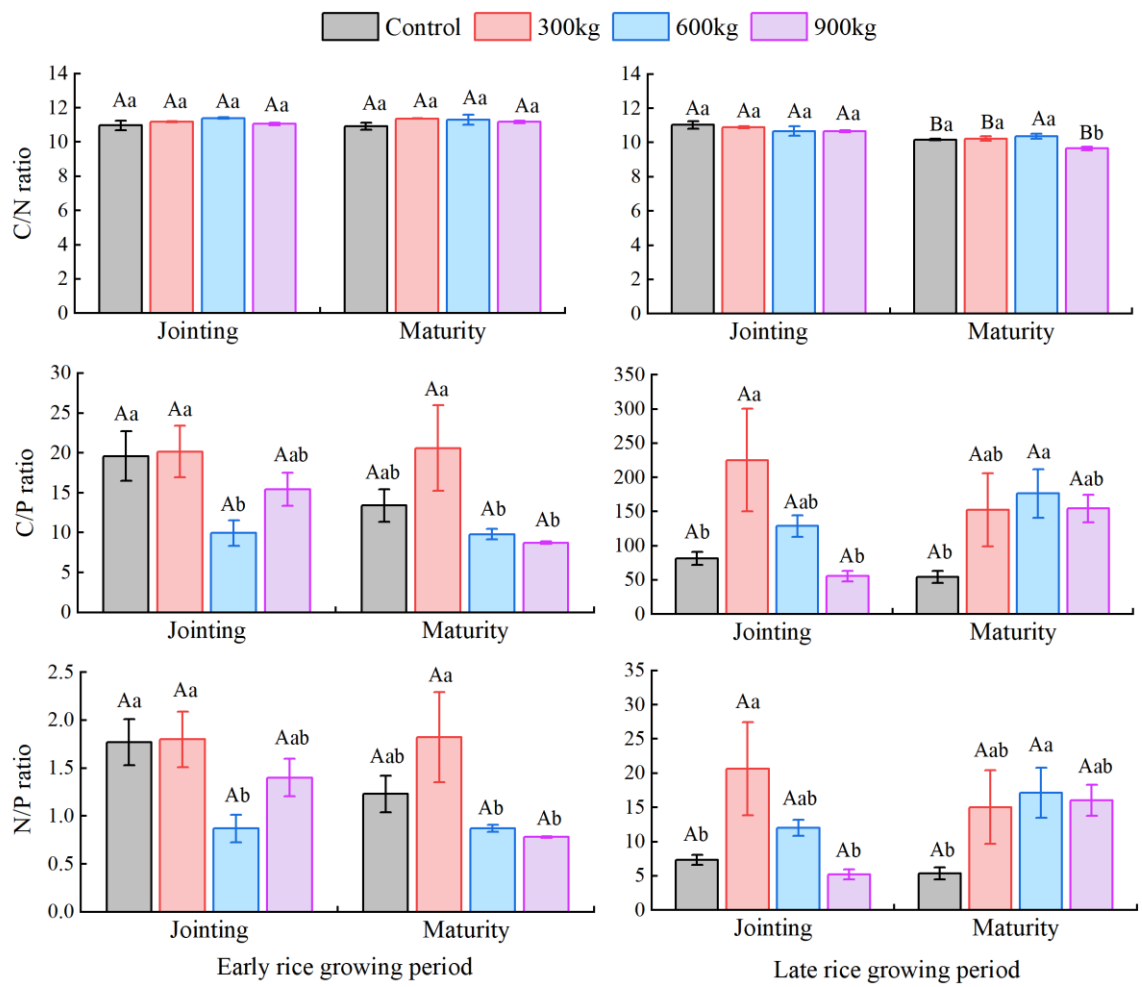 Control 300kg 600kg 900kg
C/N ratio
14
12
10
8
6
4
2
0
Aa Aa Aa Aa Aa Aa Aa Aa
Jointing Maturity
14
12
10
8
6
4
2
0
Aa Aa Aa Aa Ba Ba Aa Bb
Jointing Maturity
C/P ratio
30
25
20
15
10
5
0
Aa Aa Ab Aab Aab Aa Ab Ab
Jointing Maturity
350
300
250
200
150
100
50
0
Ab Aa Aab Ab Ab Aab Aa Aab
Jointing Maturity
N/P ratio
2.5
2.0
1.5
1.0
0.5
0.0
Aa Aa Ab Aab Aab Aa Ab Ab
Jointing Maturity
Early rice growing period
35
30
25
20
15
10
5
0
Ab Aa Aab Ab Ab Aab Aa Aab
Jointing Maturity
Late rice growing period